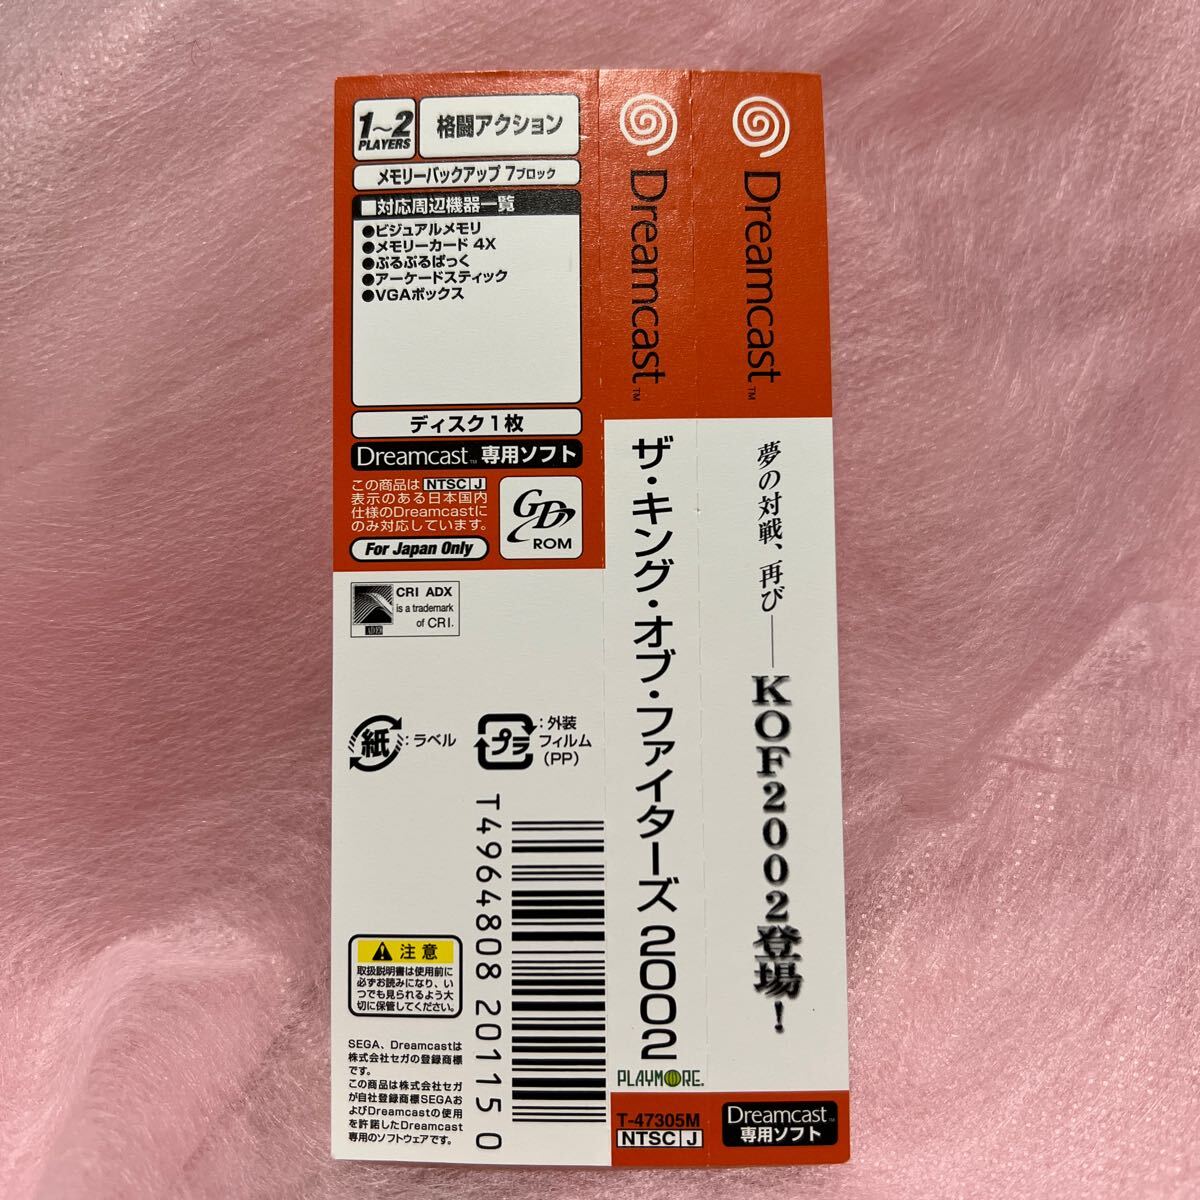 1~2
PLAYERS
格闘アクション
メモリーバックアップ 7ブロック
■対応周辺機器一覧
●ビジュアルメモリ
●メモリーカード 4X
●ぷるぷるぱっく
●アーケードスティック
●VGAボックス
ディスク1枚
Dreamcast™ 専用ソフト
この商品は NTSC J
表示のある日本国内
仕様のDreamcastに
のみ対応しています。
For Japan Only
GD
ROM
CRI ADX
is a trademark
of CRI.
ADX
紙:ラベル
プラ:外装
フィルム
(PP)
T4964808 20115 0
注意
取扱説明書は使用前に
必ずお読みになり、い
つでも見られるよう大
切に保管してください。
SEGA、Dreamcastは
株式会社セガの登録商標
です。
この商品は株式会社セガ
が自社登録商標SEGAお
よびDreamcastの使用
を許諾したDreamcast
専用のソフトウェアです。
Dreamcast™
ザ・キング・オブ・ファイターズ2002
PLAYMORE.
T-47305M
NTSC J
Dreamcast™
夢の対戦、再び——KOF2002登場!
Dreamcast™
専用ソフト